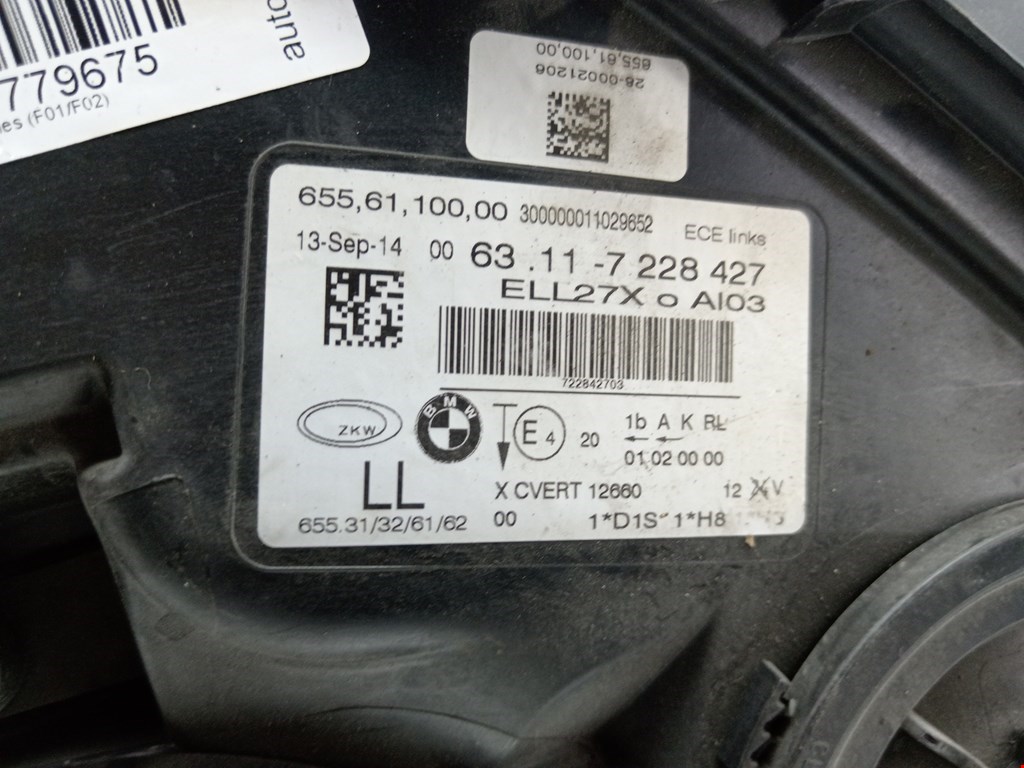 779675
es (F01/F02)
auto
655,61,100,00
28-00021206
655,61,100,00 300000011029652 ECE links
13-Sep-14 00 63.11-7 228 427
ELL27X o AI03
722842703
ZKW BMW E4 20 1b A K RL
01 02 00 00
LL X CVERT 12660 12 V
655.31/32/61/62 00 1*D1S 1*H8